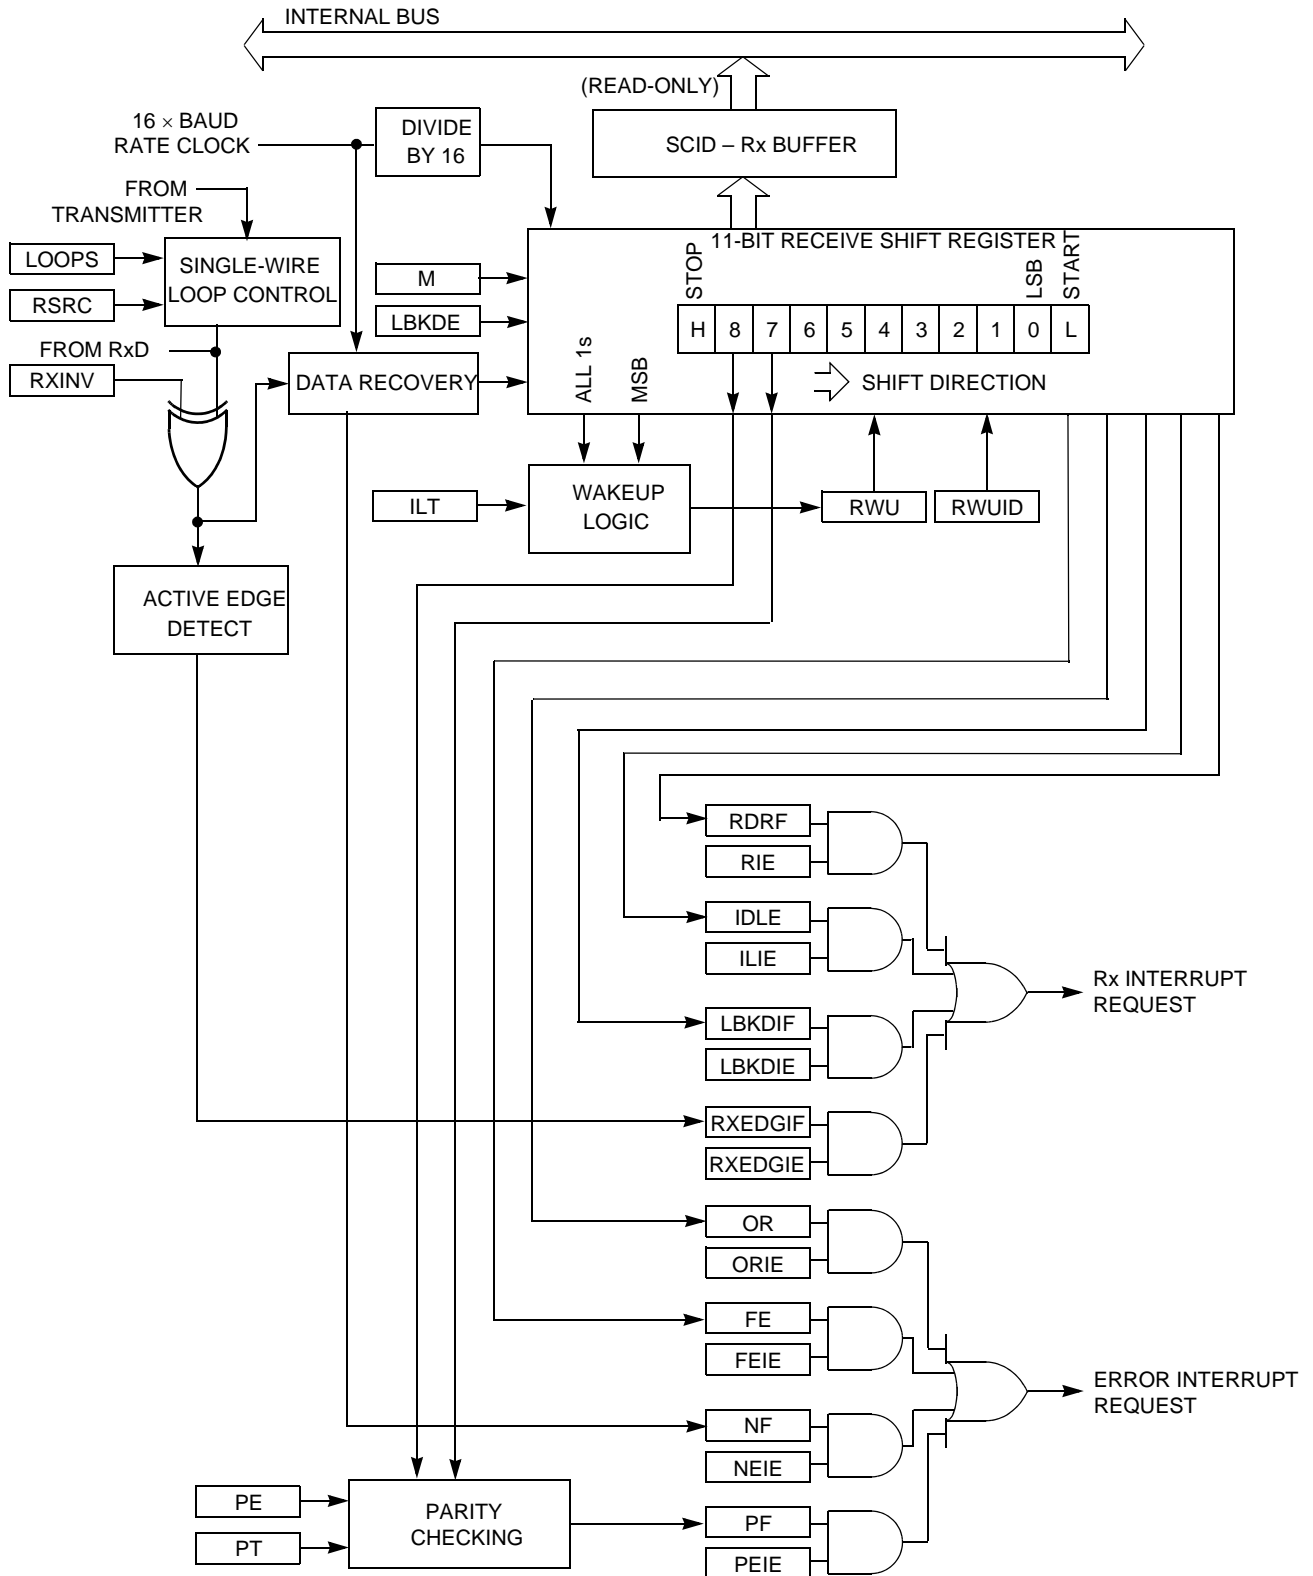 INTERNAL BUS
(READ-ONLY)
16 × BAUD
RATE CLOCK
DIVIDE
BY 16
SCID – Rx BUFFER
FROM
TRANSMITTER
LOOPS
RSRC
SINGLE-WIRE
LOOP CONTROL
FROM RxD
RXINV
M
LBKDE
DATA RECOVERY
11-BIT RECEIVE SHIFT REGISTER
STOP
LSB
START
H 8 7 6 5 4 3 2 1 0 L
SHIFT DIRECTION
ALL 1s
MSB
ILT
WAKEUP
LOGIC
RWU
RWUID
ACTIVE EDGE
DETECT
RDRF
RIE
IDLE
ILIE
LBKDIF
LBKDIE
RXEDGIF
RXEDGIE
Rx INTERRUPT
REQUEST
OR
ORIE
FE
FEIE
NF
NEIE
PF
PEIE
ERROR INTERRUPT
REQUEST
PE
PT
PARITY
CHECKING